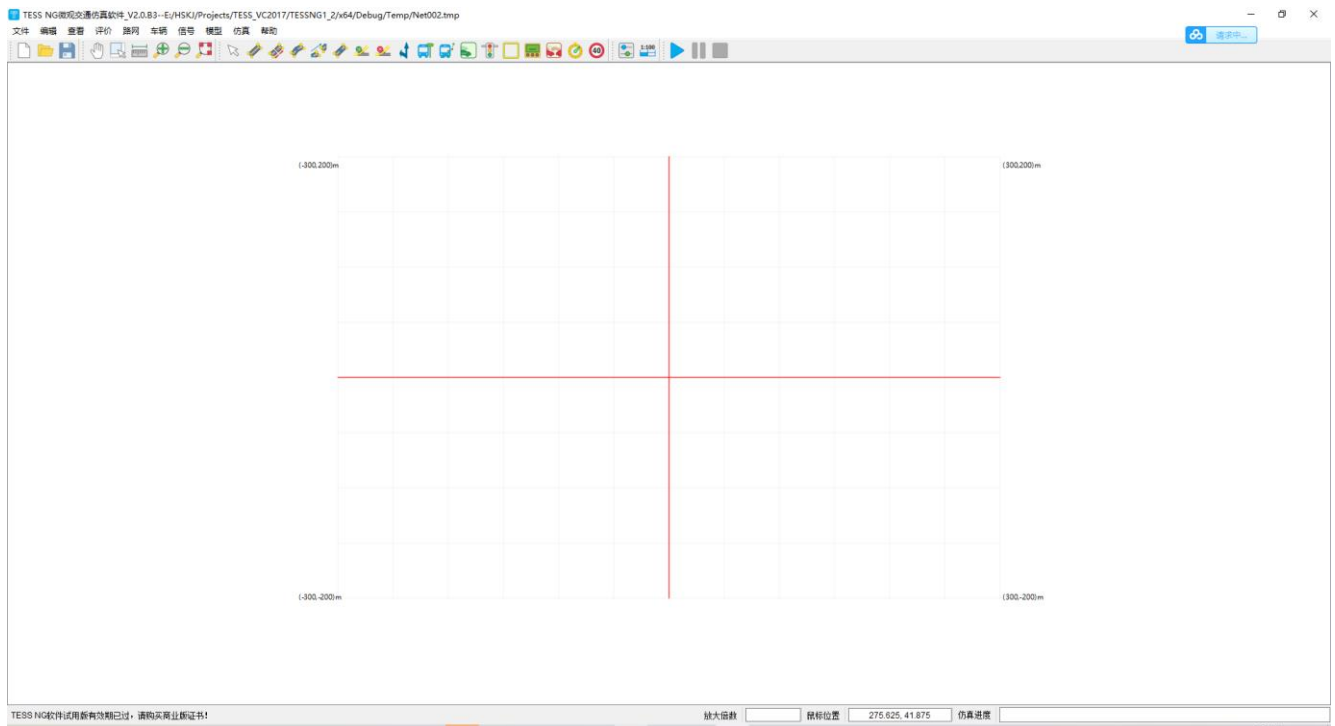 TESS NG微观交通仿真软件_V2.0.B3--E:/HSKJ/Projects/TESS_VC2017/TESSNG1_2/x64/Debug/Temp/Net002.tmp
文件 编辑 查看 评价 路网 车辆 信号 模型 仿真 帮助
请求中...
40
1:100
(-300,200)m
(300,200)m
(-300,-200)m
(300,-200)m
TESS NG软件试用版有效期已过，请购买商业版证书!
放大倍数
鼠标位置 275.625, 41.875
仿真进度